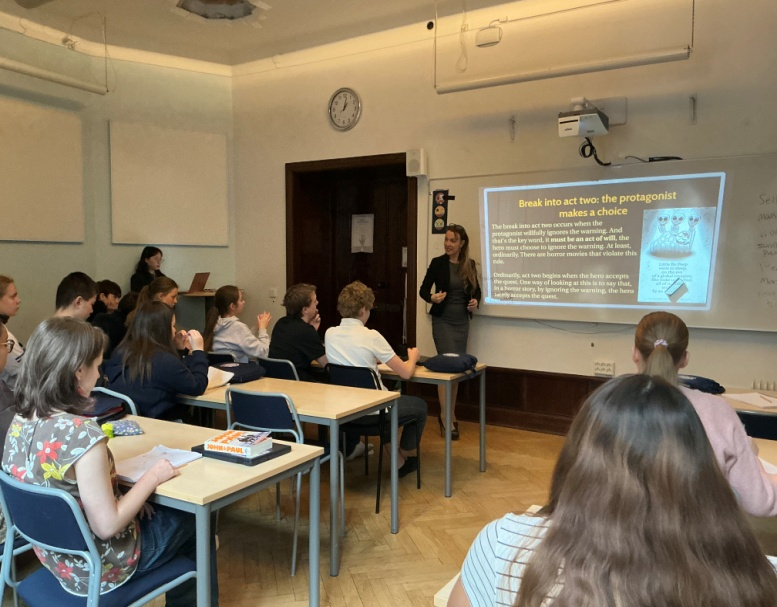 Break into act two: the protagonist
makes a choice
The break into act two occurs when the
protagonist willfully ignores the warning. And
that's the key word, it must be an act of will, the
hero must choose to ignore the warning. At least,
ordinarily. There are horror movies that violate this
rule.
Ordinarily, act two begins when the hero accepts
the quest. One way of looking at this is to say that,
in a horror story, by ignoring the warning, the hero
tacitly accepts the quest.
JOHN & PAUL